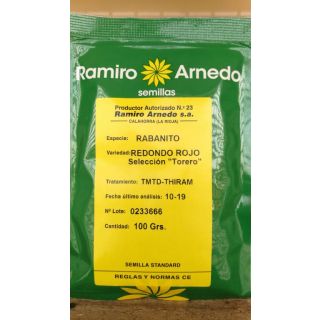 Ramiro Arnedo
semillas
Productor Autorizado N.º 23
Ramiro Arnedo s.a.
CALAHORRA (LA RIOJA)
Especie: RABANITO
Variedad: REDONDO ROJO
Selección "Torero"
Tratamiento: TMTD-THIRAM
Fecha último análisis: 10-19
Nº Lote: 0233666
Cantidad: 100 Grs.
SEMILLA STANDARD
REGLAS Y NORMAS CE